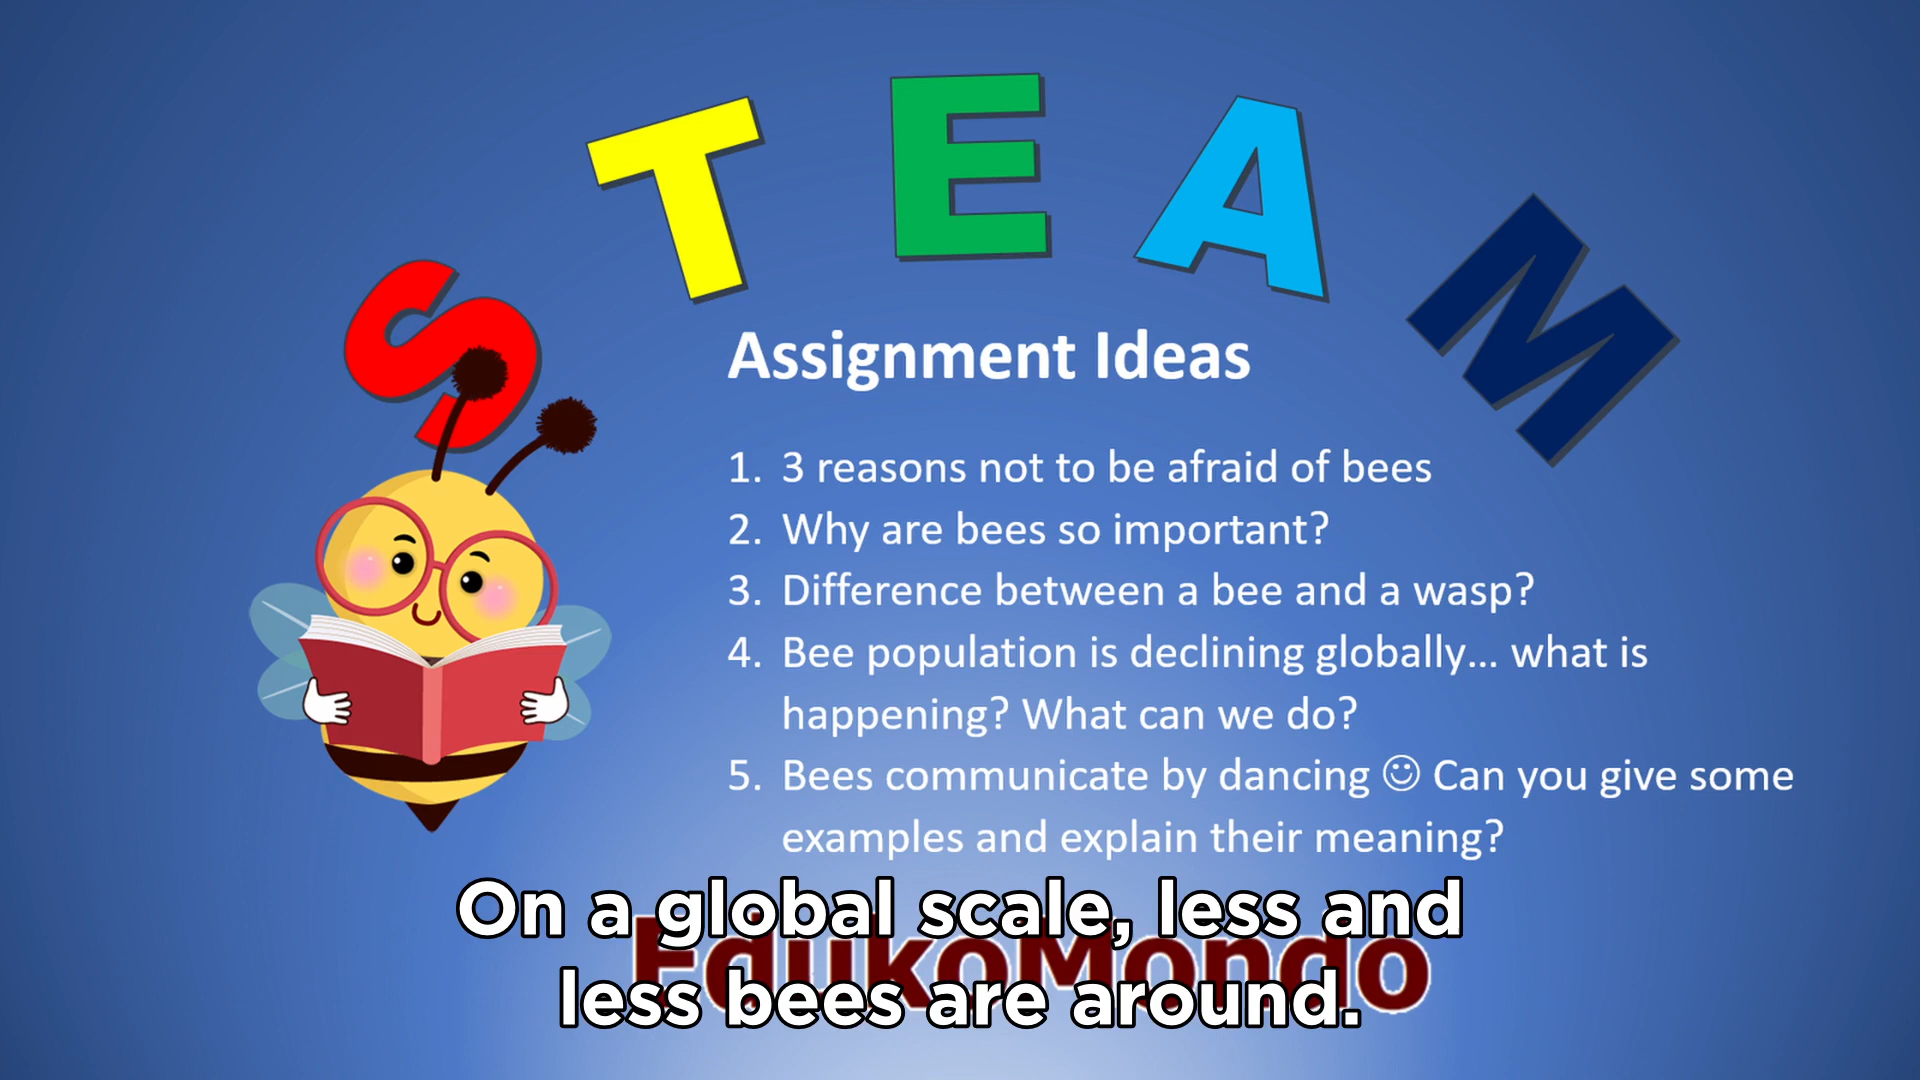 STEAM
Assignment Ideas
1. 3 reasons not to be afraid of bees
2. Why are bees so important?
3. Difference between a bee and a wasp?
4. Bee population is declining globally... what is
happening? What can we do?
5. Bees communicate by dancing ☺ Can you give some
examples and explain their meaning?
EdukoMondo
On a global scale, less and
less bees are around.